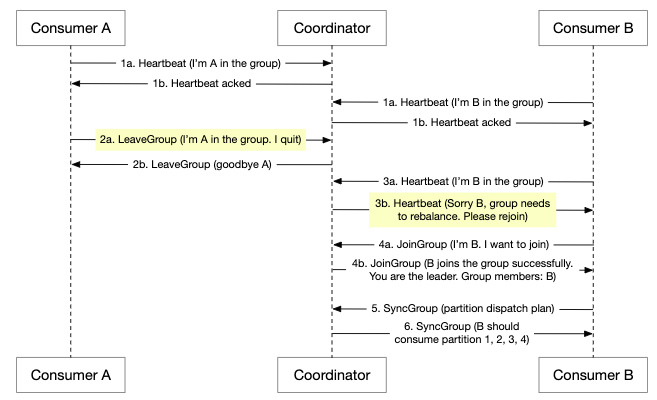 Consumer A
Coordinator
Consumer B
1a. Heartbeat (I'm A in the group)
1b. Heartbeat acked
1a. Heartbeat (I'm B in the group)
1b. Heartbeat acked
2a. LeaveGroup (I'm A in the group. I quit)
2b. LeaveGroup (goodbye A)
3a. Heartbeat (I'm B in the group)
3b. Heartbeat (Sorry B, group needs
to rebalance. Please rejoin)
4a. JoinGroup (I'm B. I want to join)
4b. JoinGroup (B joins the group successfully.
You are the leader. Group members: B)
5. SyncGroup (partition dispatch plan)
6. SyncGroup (B should
consume partition 1, 2, 3, 4)
Consumer A
Coordinator
Consumer B